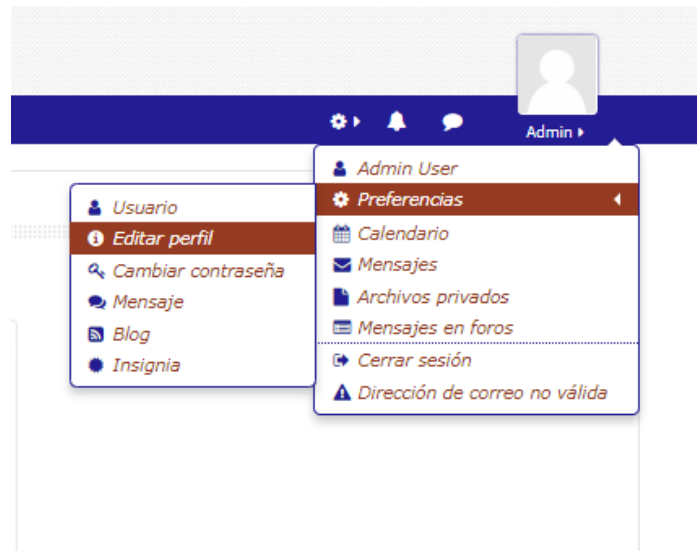 Admin
Admin User
Preferencias
Calendario
Mensajes
Archivos privados
Mensajes en foros
Cerrar sesión
Dirección de correo no válida
Usuario
Editar perfil
Cambiar contraseña
Mensaje
Blog
Insignia